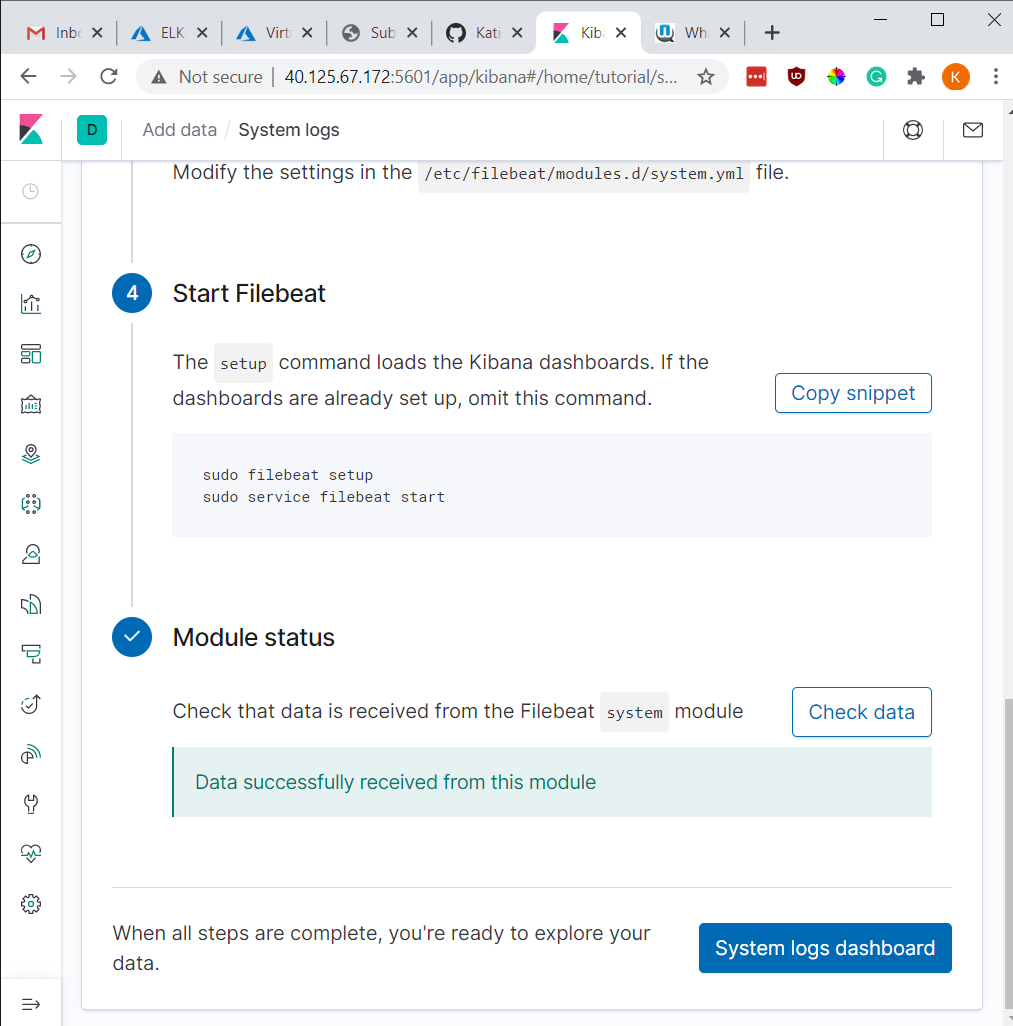 Inbo
ELK
Virt
Sub
Kati
Kiba
Wha
Not secure
40.125.67.172:5601/app/kibana#/home/tutorial/s...
K
D
Add data / System logs
Modify the settings in the /etc/filebeat/modules.d/system.yml file.
4
Start Filebeat
The setup command loads the Kibana dashboards. If the
dashboards are already set up, omit this command.
Copy snippet
sudo filebeat setup
sudo service filebeat start
Module status
Check that data is received from the Filebeat system module
Check data
Data successfully received from this module
When all steps are complete, you're ready to explore your
data.
System logs dashboard